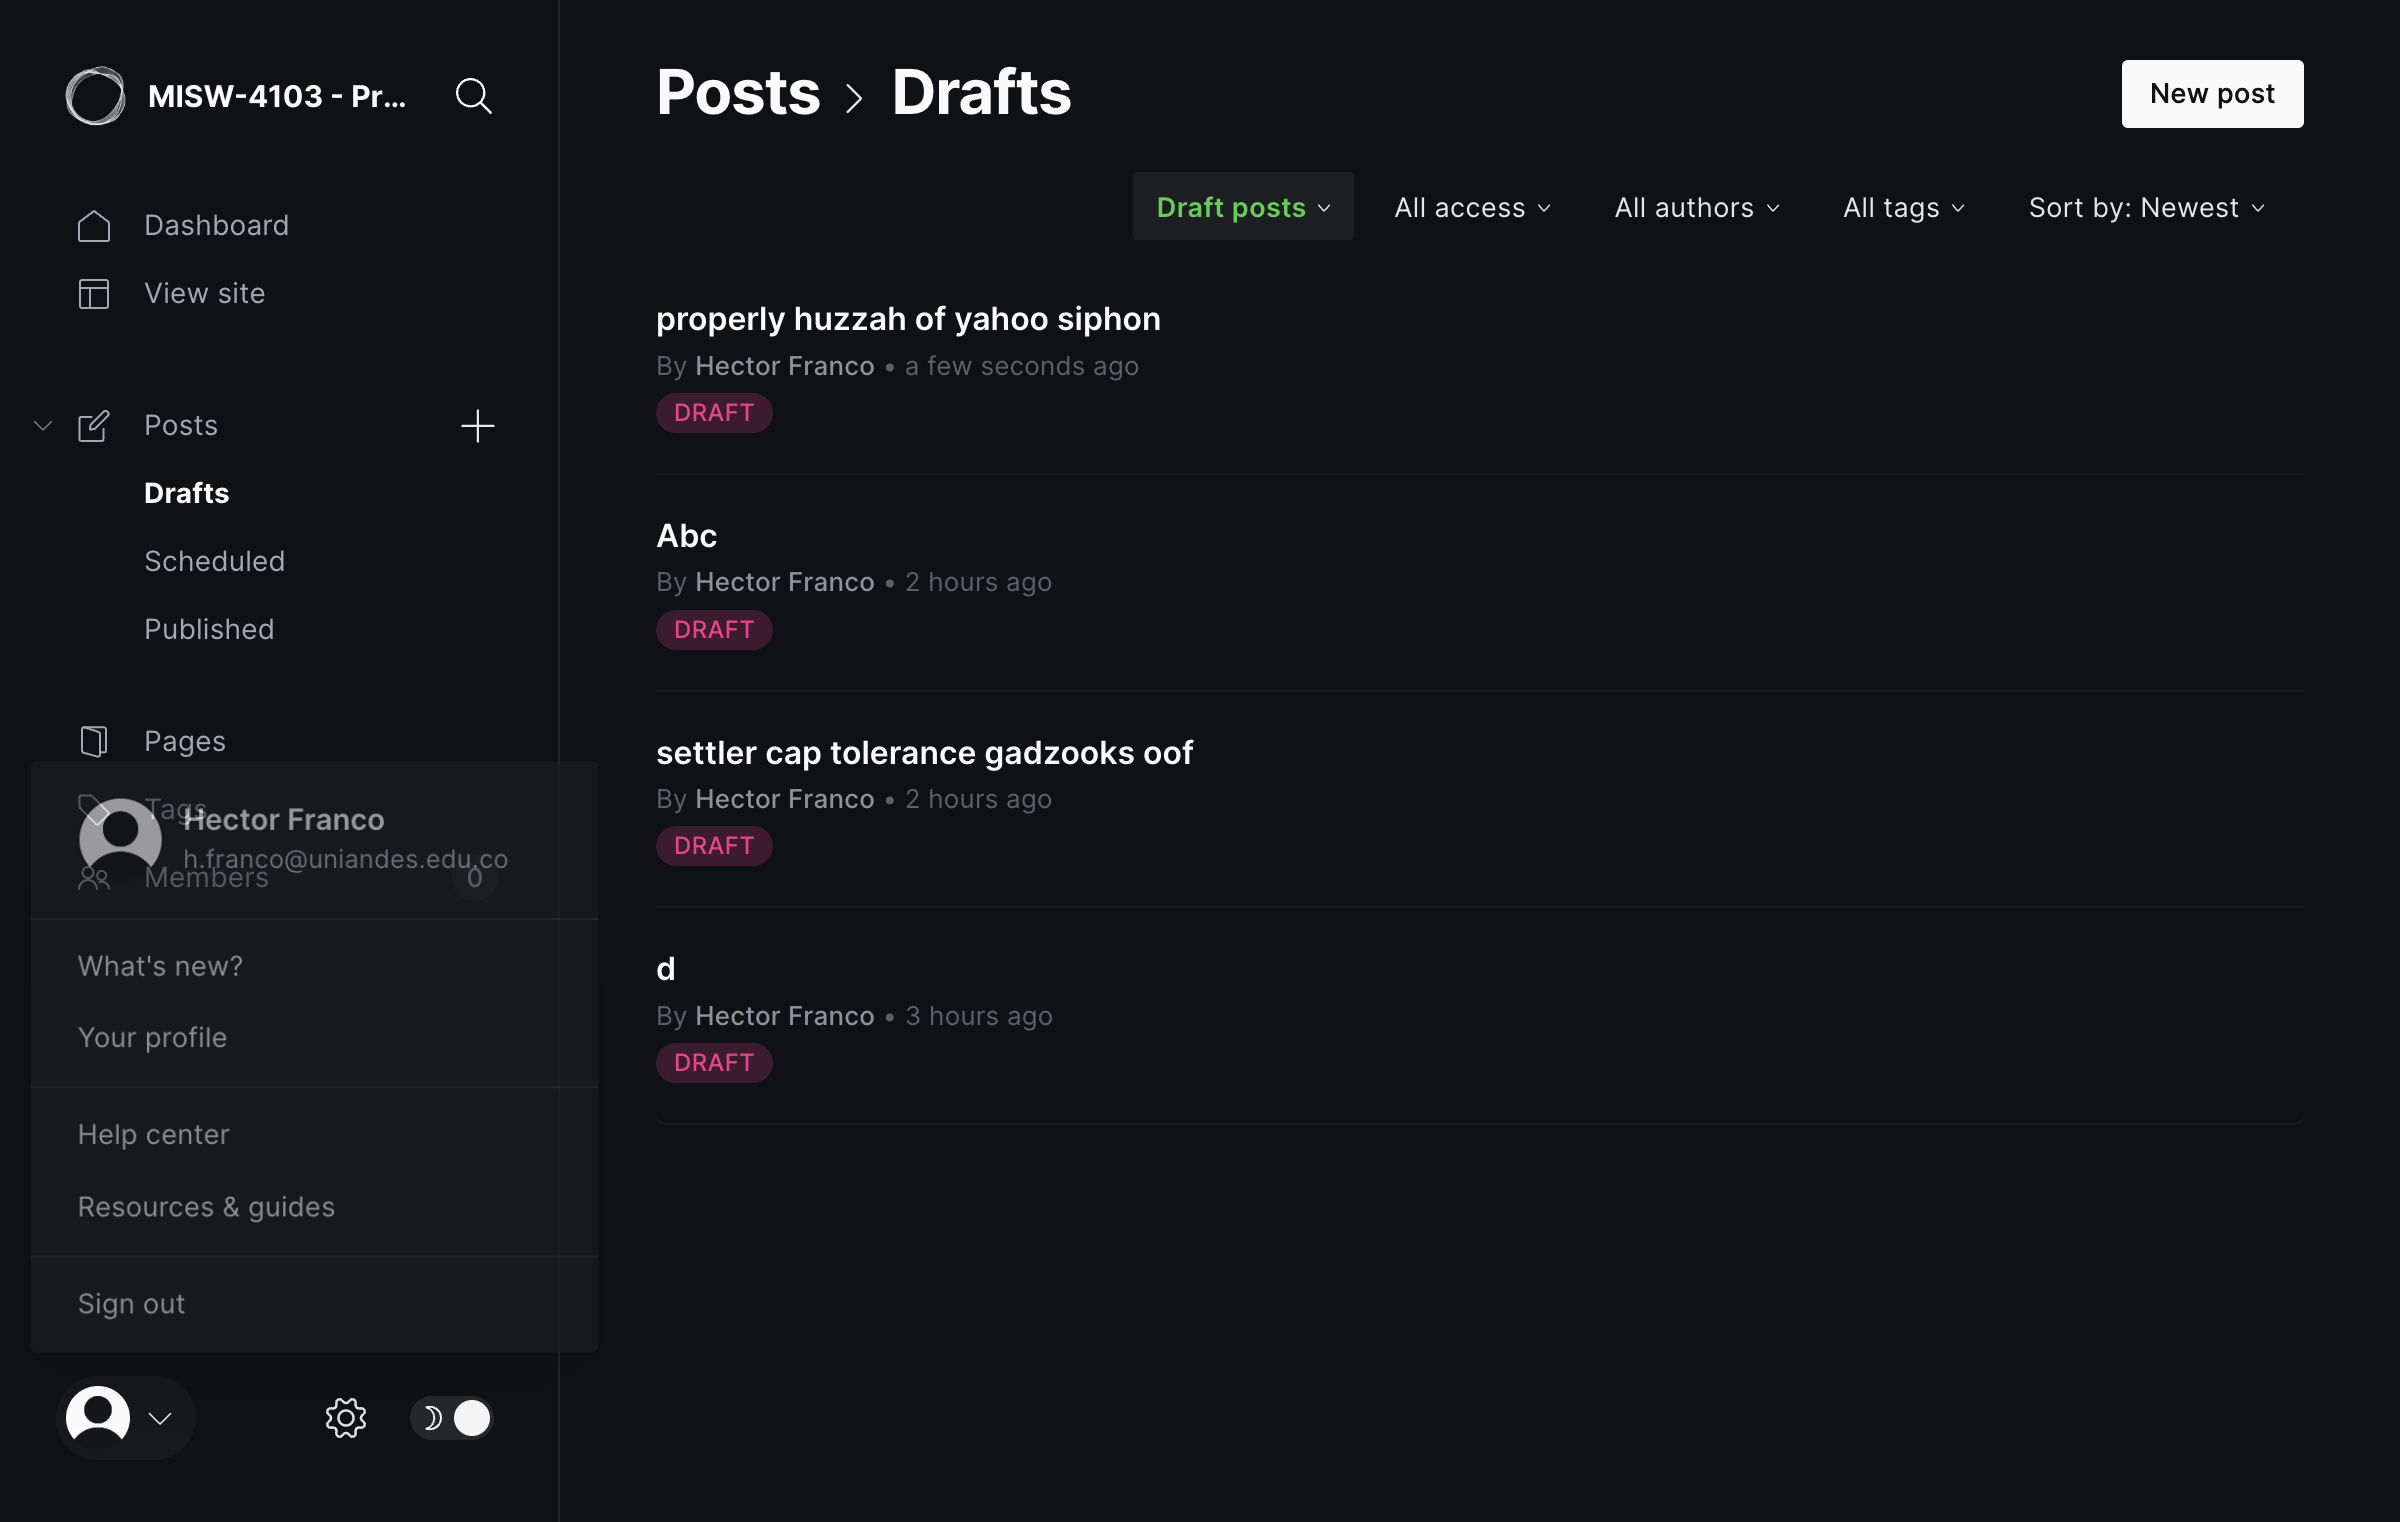 MISW-4103 - Pr...
Dashboard
View site
Posts
Drafts
Scheduled
Published
Pages
Tags
Members
0
Hector Franco
h.franco@uniandes.edu.co
What's new?
Your profile
Help center
Resources & guides
Sign out
Posts > Drafts
New post
Draft posts
All access
All authors
All tags
Sort by: Newest
properly huzzah of yahoo siphon
By Hector Franco • a few seconds ago
DRAFT
Abc
By Hector Franco • 2 hours ago
DRAFT
settler cap tolerance gadzooks oof
By Hector Franco • 2 hours ago
DRAFT
d
By Hector Franco • 3 hours ago
DRAFT